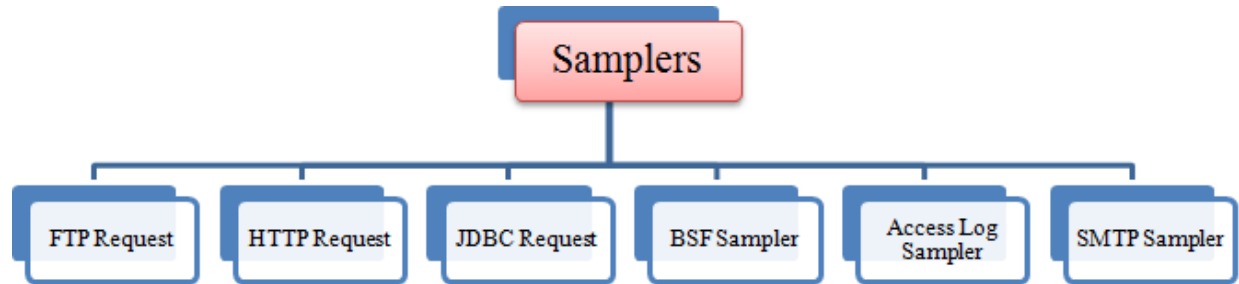 Samplers
FTP Request
HTTP Request
JDBC Request
BSF Sampler
Access Log
Sampler
SMTP Sampler